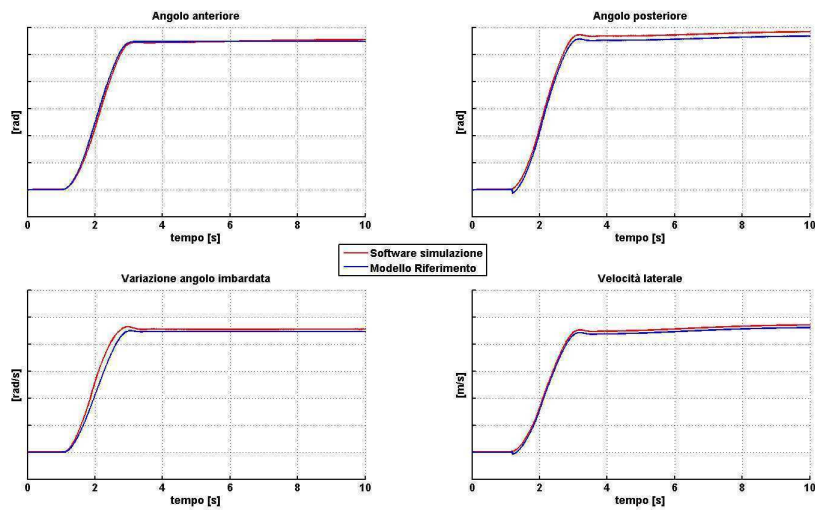 Angolo anteriore
[rad]
0 2 4 6 8 10
tempo [s]
Angolo posteriore
[rad]
0 2 4 6 8 10
tempo [s]
Software simulazione
Modello Riferimento
Variazione angolo imbardata
[rad/s]
0 2 4 6 8 10
tempo [s]
Velocità laterale
[m/s]
0 2 4 6 8 10
tempo [s]